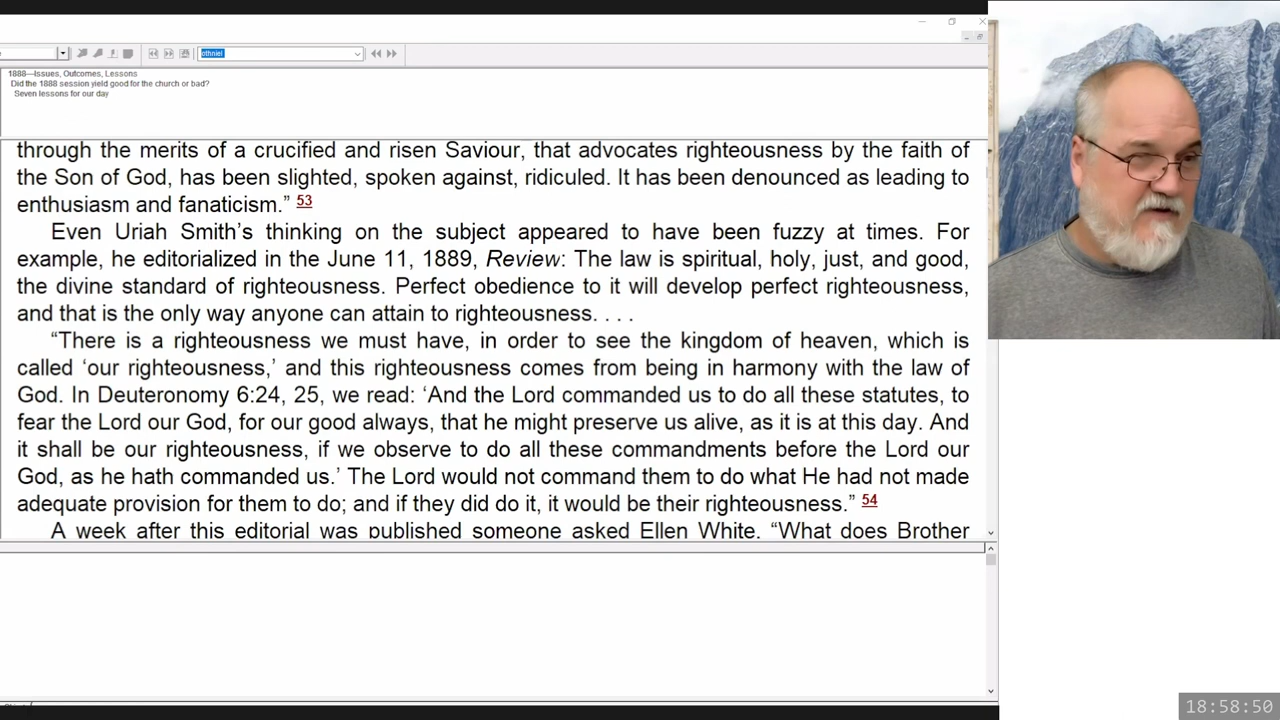 othniel
1888—Issues, Outcomes, Lessons
Did the 1888 session yield good for the church or bad?
Seven lessons for our day
through the merits of a crucified and risen Saviour, that advocates righteousness by the faith of
the Son of God, has been slighted, spoken against, ridiculed. It has been denounced as leading to
enthusiasm and fanaticism.” 53
Even Uriah Smith’s thinking on the subject appeared to have been fuzzy at times. For
example, he editorialized in the June 11, 1889, Review: The law is spiritual, holy, just, and good,
the divine standard of righteousness. Perfect obedience to it will develop perfect righteousness,
and that is the only way anyone can attain to righteousness. . . .
“There is a righteousness we must have, in order to see the kingdom of heaven, which is
called ‘our righteousness,’ and this righteousness comes from being in harmony with the law of
God. In Deuteronomy 6:24, 25, we read: ‘And the Lord commanded us to do all these statutes, to
fear the Lord our God, for our good always, that he might preserve us alive, as it is at this day. And
it shall be our righteousness, if we observe to do all these commandments before the Lord our
God, as he hath commanded us.’ The Lord would not command them to do what He had not made
adequate provision for them to do; and if they did do it, it would be their righteousness.” 54
A week after this editorial was published someone asked Ellen White. “What does Brother
18:58:50